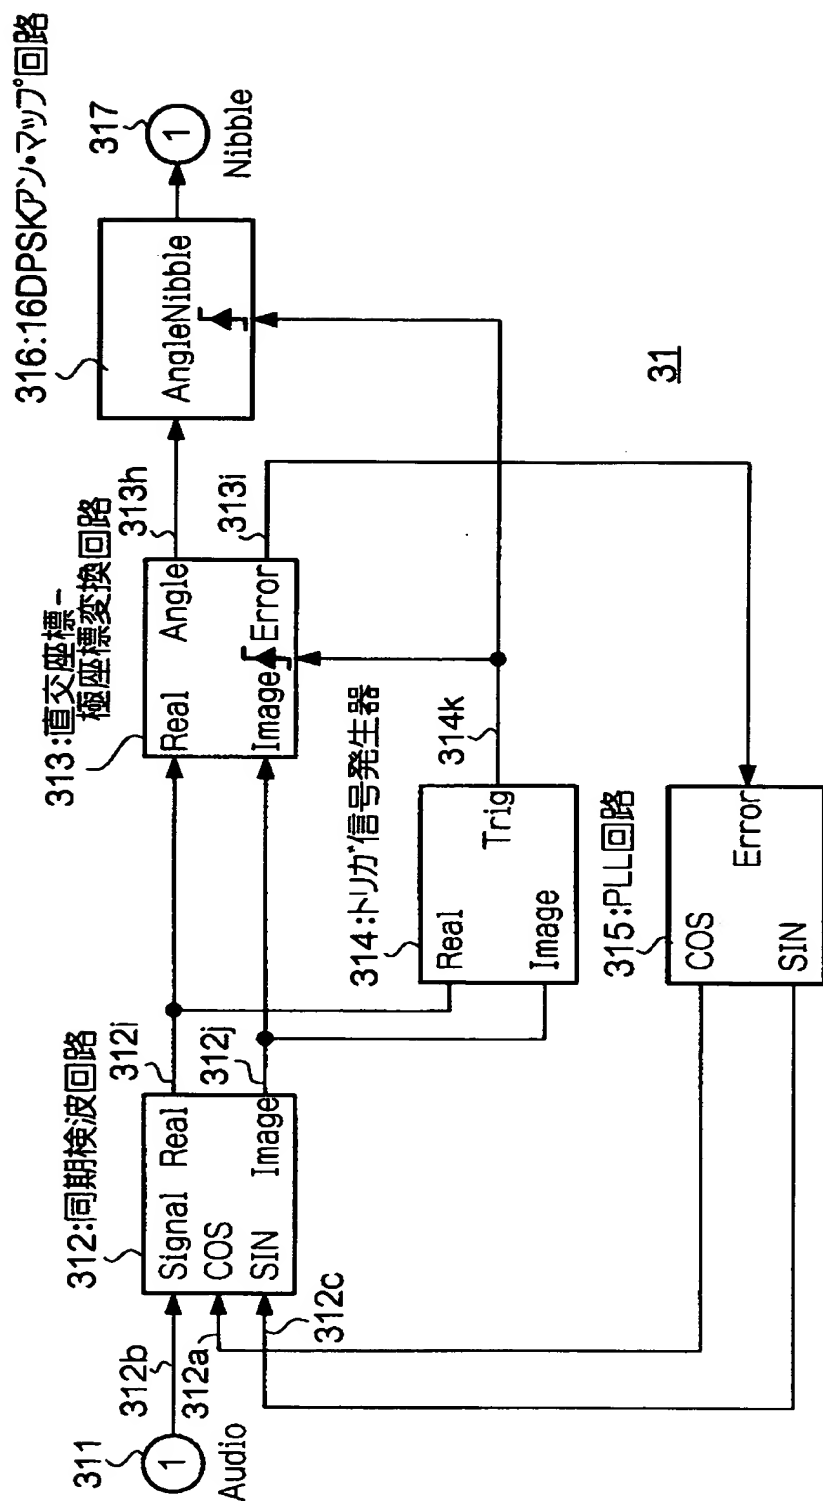 311
1
Audio
312b
312a
312c
312:同期検波回路
Signal Real
COS
SIN Image
312i
312j
313:直交座標-
極座標変換回路
Real Angle
Image Error
313h
313i
314:トリガ信号発生器
Real
Trig
Image
314k
315:PLL回路
COS
Error
SIN
316:16DPSKアン・マップ回路
AngleNibble
317
1
Nibble
31